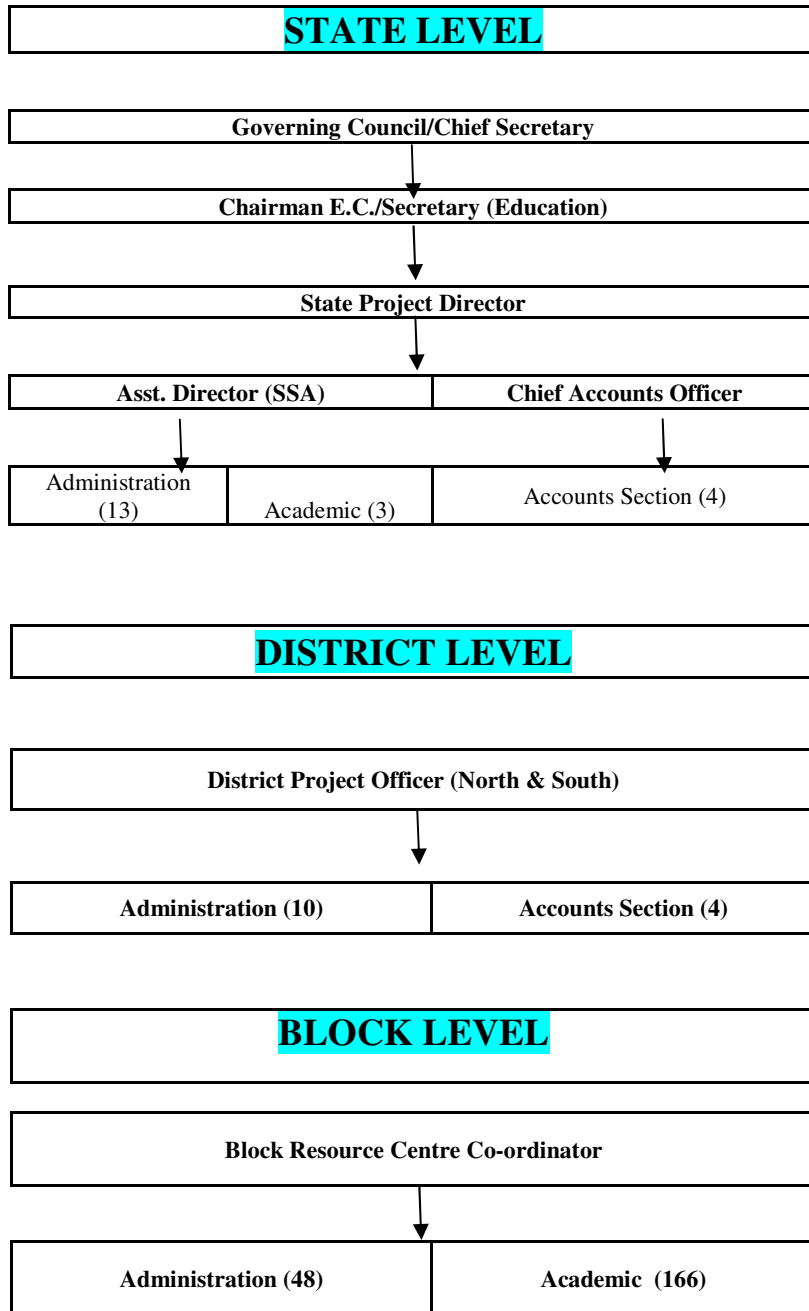 STATE LEVEL
Governing Council/Chief Secretary
Chairman E.C./Secretary (Education)
State Project Director
Asst. Director (SSA)
Chief Accounts Officer
Administration
(13)
Academic (3)
Accounts Section (4)
DISTRICT LEVEL
District Project Officer (North & South)
Administration (10)
Accounts Section (4)
BLOCK LEVEL
Block Resource Centre Co-ordinator
Administration (48)
Academic (166)